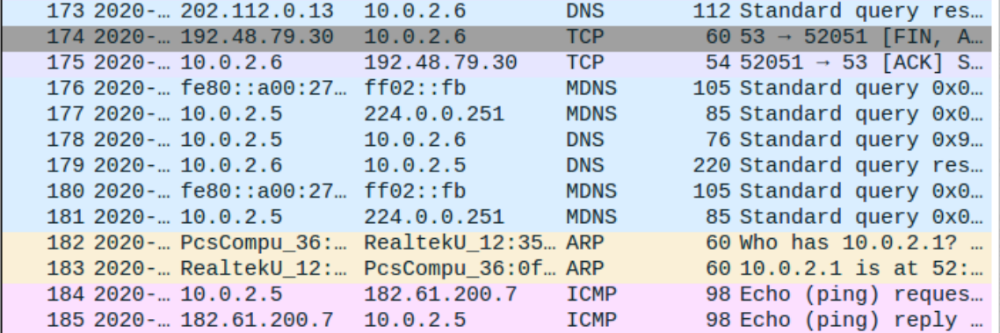 173 2020-… 202.112.0.13 10.0.2.6 DNS 112 Standard query res…
174 2020-… 192.48.79.30 10.0.2.6 TCP 60 53 → 52051 [FIN, A…
175 2020-… 10.0.2.6 192.48.79.30 TCP 54 52051 → 53 [ACK] S…
176 2020-… fe80::a00:27… ff02::fb MDNS 105 Standard query 0x0…
177 2020-… 10.0.2.5 224.0.0.251 MDNS 85 Standard query 0x0…
178 2020-… 10.0.2.5 10.0.2.6 DNS 76 Standard query 0x9…
179 2020-… 10.0.2.6 10.0.2.5 DNS 220 Standard query res…
180 2020-… fe80::a00:27… ff02::fb MDNS 105 Standard query 0x0…
181 2020-… 10.0.2.5 224.0.0.251 MDNS 85 Standard query 0x0…
182 2020-… PcsCompu_36:… RealtekU_12:35… ARP 60 Who has 10.0.2.1? …
183 2020-… RealtekU_12:… PcsCompu_36:0f… ARP 60 10.0.2.1 is at 52:…
184 2020-… 10.0.2.5 182.61.200.7 ICMP 98 Echo (ping) reques…
185 2020-… 182.61.200.7 10.0.2.5 ICMP 98 Echo (ping) reply …